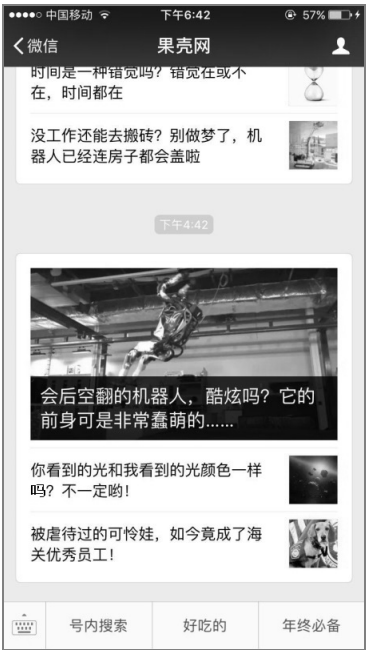 中国移动 下午6:42 57%
微信 果壳网
时间是一种错觉吗？错觉在或不
在，时间都在
没工作还能去搬砖？别做梦了，机
器人已经连房子都会盖啦
下午4:42
会后空翻的机器人，酷炫吗？它的
前身可是非常蠢萌的……
你看到的光和我看到的光颜色一样
吗？不一定哟！
被虐待过的可怜娃，如今竟成了海
关优秀员工！
号内搜索 好吃的 年终必备